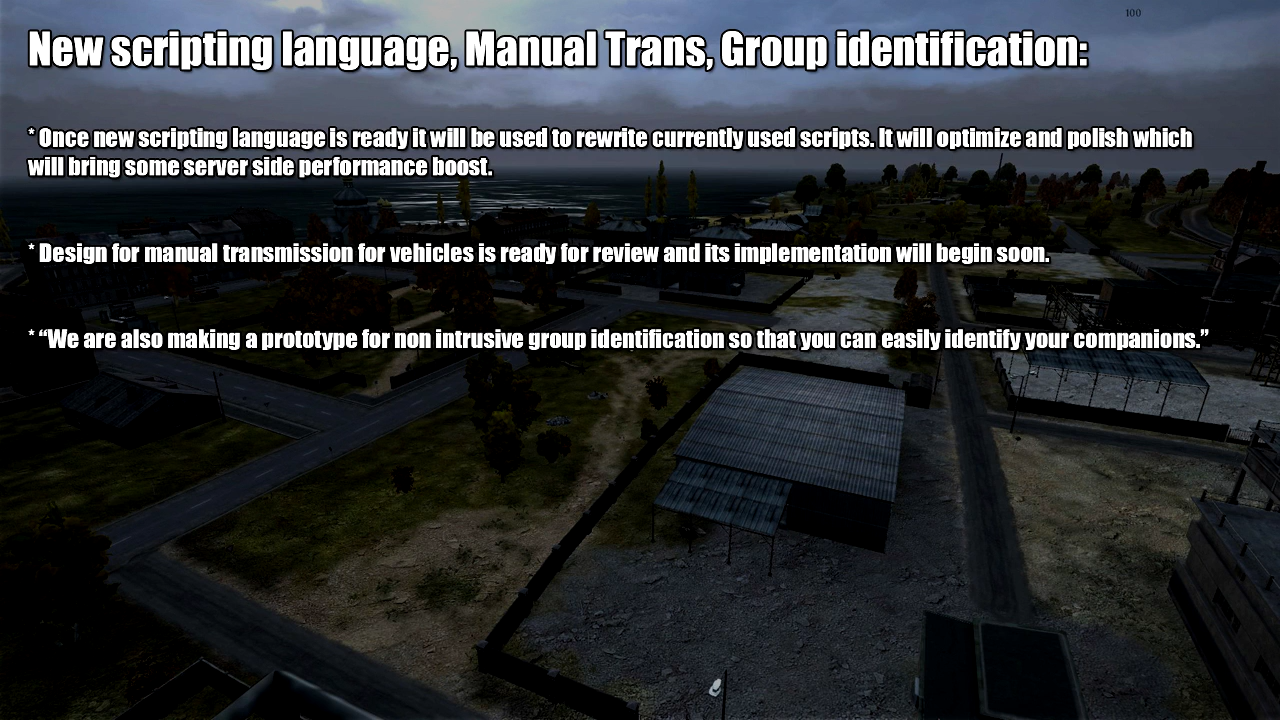 100
New scripting language, Manual Trans, Group identification:
* Once new scripting language is ready it will be used to rewrite currently used scripts. It will optimize and polish which
will bring some server side performance boost.
* Design for manual transmission for vehicles is ready for review and its implementation will begin soon.
* “We are also making a prototype for non intrusive group identification so that you can easily identify your companions.”